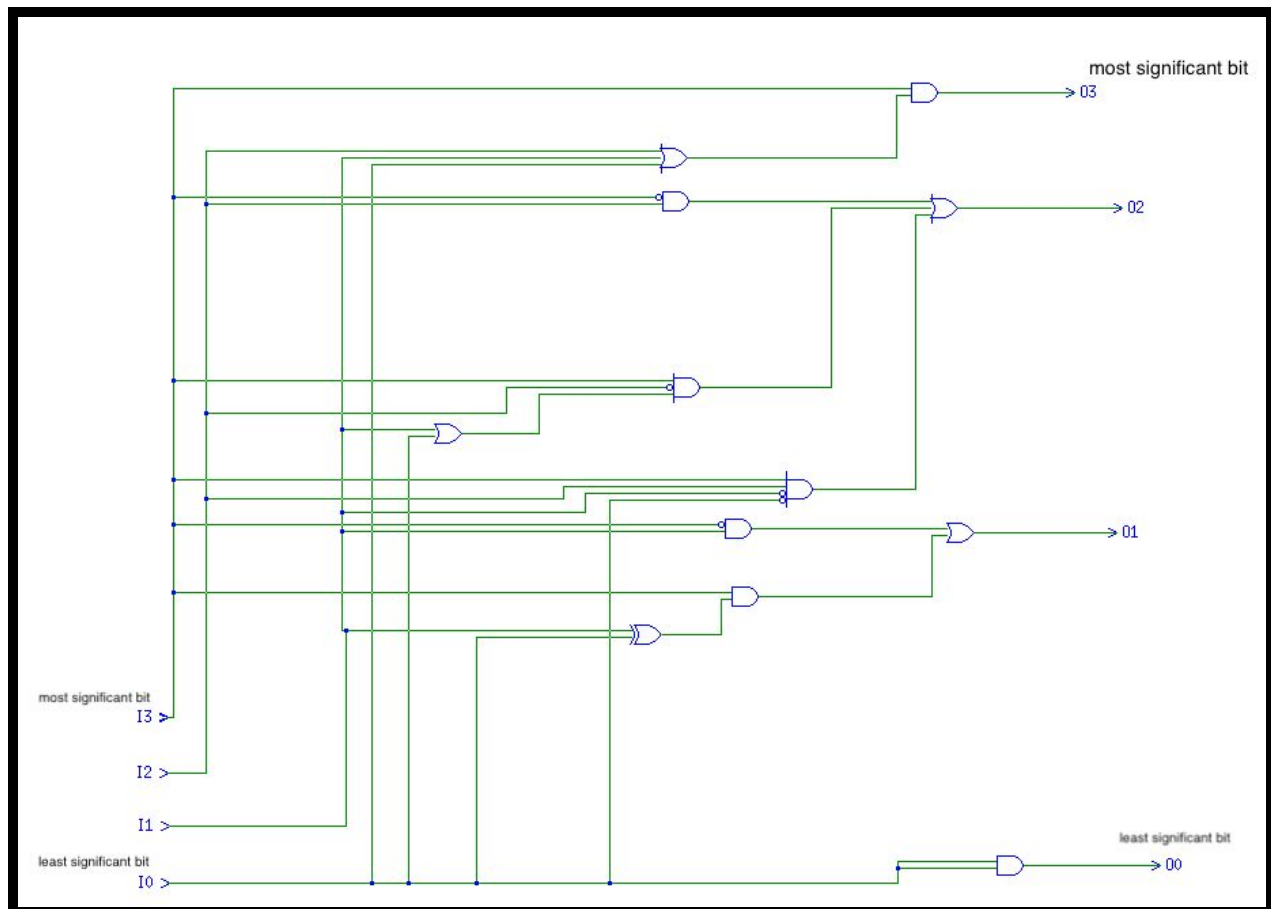 most significant bit
O3
O2
O1
most significant bit
I3
I2
I1
least significant bit
least significant bit
I0
O0